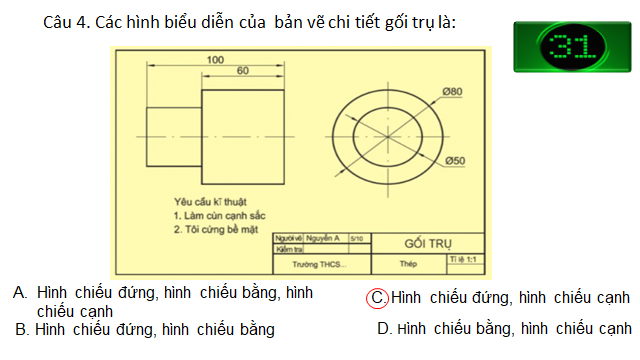 Câu 4. Các hình biểu diễn của bản vẽ chi tiết gối trụ là:
31
100
60
Ø80
Ø50
Yêu cầu kĩ thuật
1. Làm cùn cạnh sắc
2. Tôi cứng bề mặt
Người vẽ Nguyễn A 5/10
Kiểm tra
GỐI TRỤ
Trường THCS... Thép Tỉ lệ 1:1
A. Hình chiếu đứng, hình chiếu bằng, hình
chiếu cạnh
C. Hình chiếu đứng, hình chiếu cạnh
B. Hình chiếu đứng, hình chiếu bằng
D. Hình chiếu bằng, hình chiếu cạnh